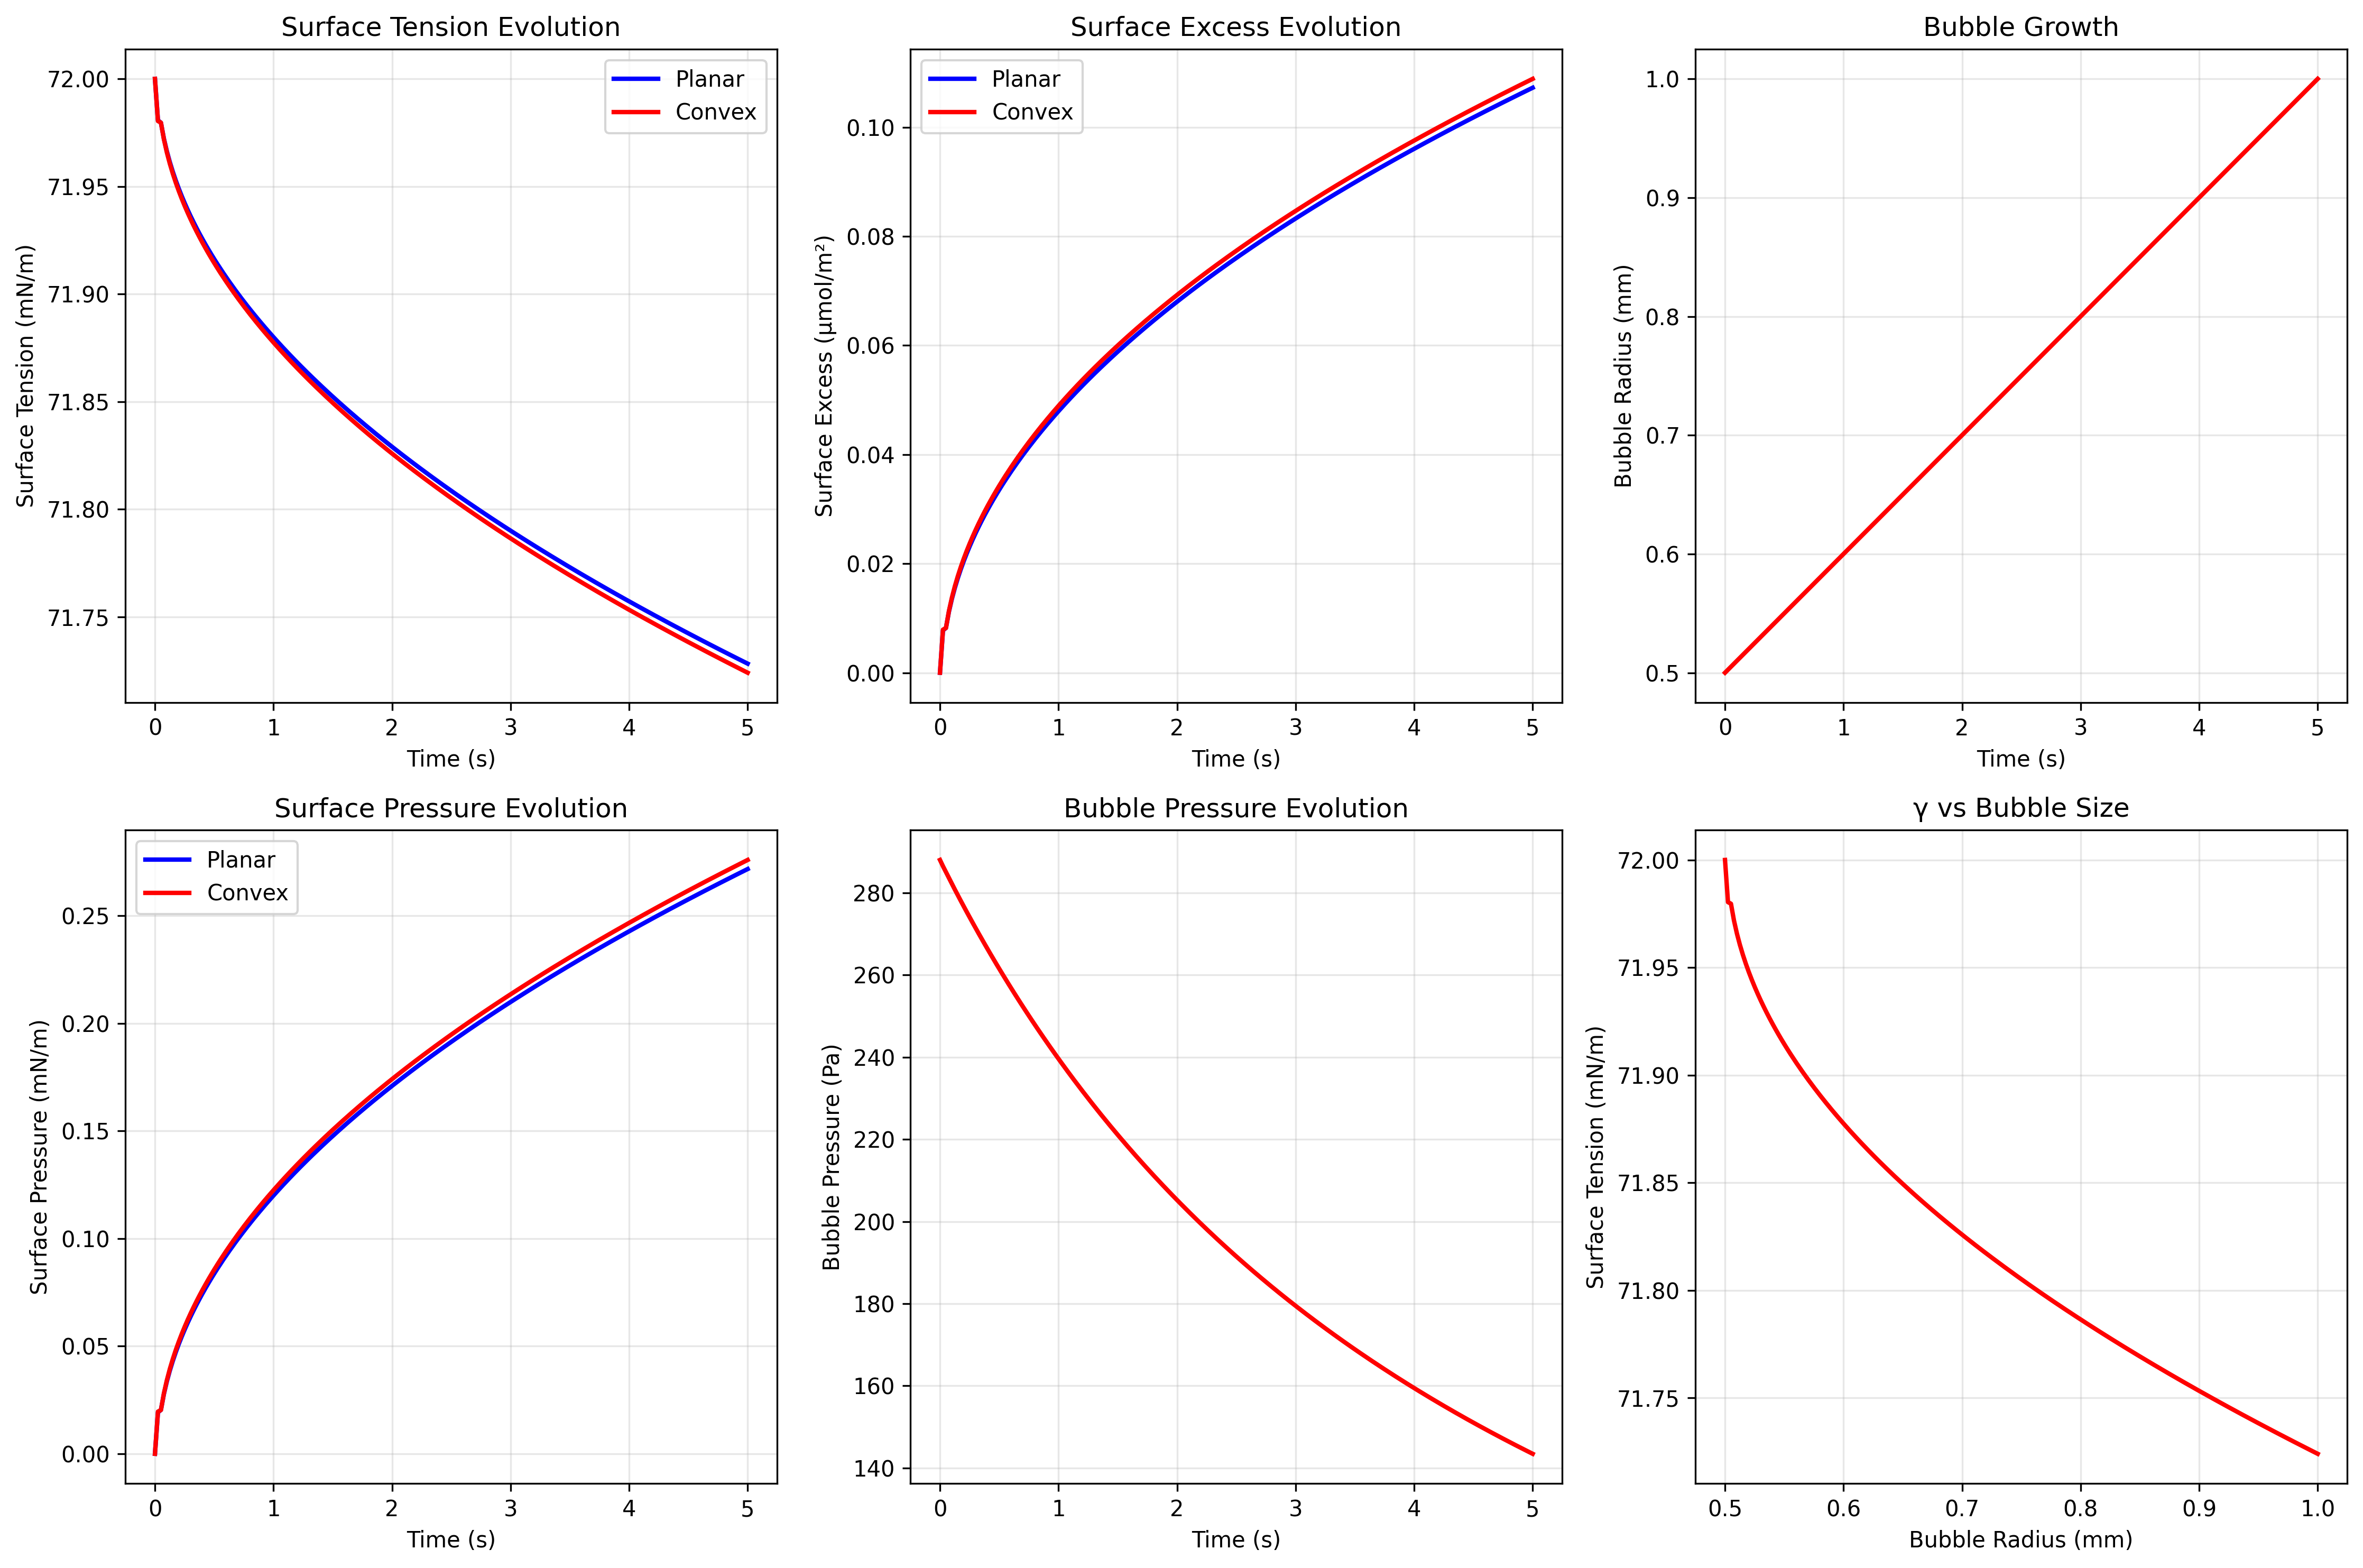 Surface Tension Evolution
Surface Tension (mN/m)
72.00
71.95
71.90
71.85
71.80
71.75
Planar
Convex
0 1 2 3 4 5
Time (s)
Surface Excess Evolution
Surface Excess (μmol/m²)
0.10
0.08
0.06
0.04
0.02
0.00
Planar
Convex
0 1 2 3 4 5
Time (s)
Bubble Growth
Bubble Radius (mm)
1.0
0.9
0.8
0.7
0.6
0.5
0 1 2 3 4 5
Time (s)
Surface Pressure Evolution
Surface Pressure (mN/m)
0.25
0.20
0.15
0.10
0.05
0.00
Planar
Convex
0 1 2 3 4 5
Time (s)
Bubble Pressure Evolution
Bubble Pressure (Pa)
280
260
240
220
200
180
160
140
0 1 2 3 4 5
Time (s)
γ vs Bubble Size
Surface Tension (mN/m)
72.00
71.95
71.90
71.85
71.80
71.75
0.5 0.6 0.7 0.8 0.9 1.0
Bubble Radius (mm)